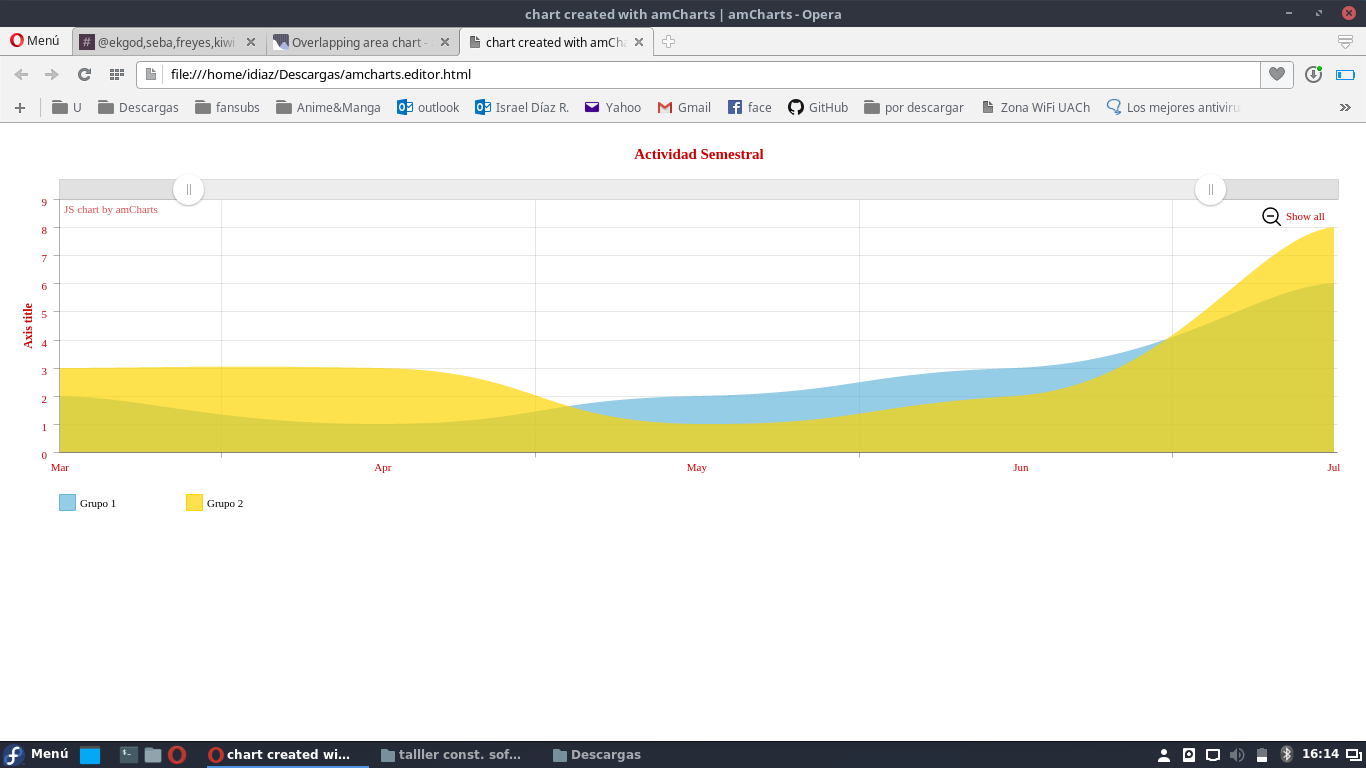 chart created with amCharts | amCharts - Opera
Menú
@ekgod,seba,freyes,kiwi
Overlapping area chart -
chart created with amCha
file:///home/idiaz/Descargas/amcharts.editor.html
U
Descargas
fansubs
Anime&Manga
outlook
Israel Díaz R.
Yahoo
Gmail
face
GitHub
por descargar
Zona WiFi UACh
Los mejores antiviru
Actividad Semestral
JS chart by amCharts
Show all
Axis title
9
8
7
6
5
4
3
2
1
0
Mar
Apr
May
Jun
Jul
Grupo 1
Grupo 2
Menú
chart created wi...
talller const. sof...
Descargas
16:14